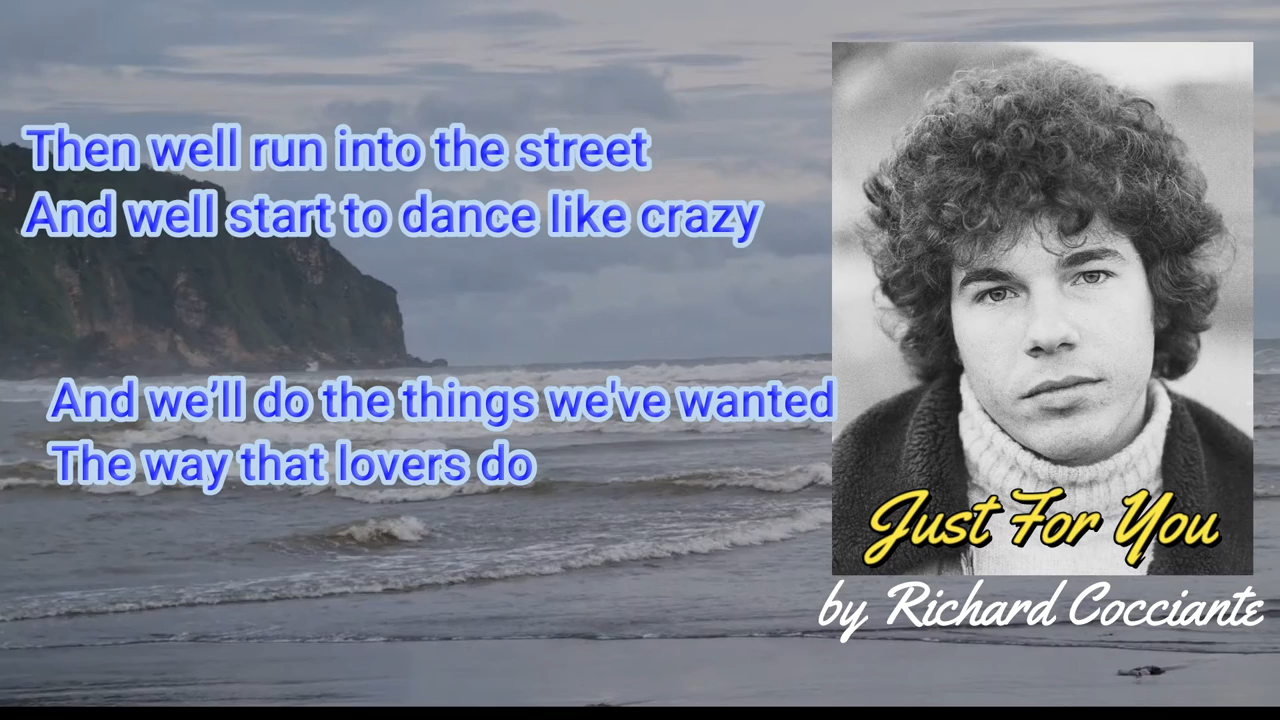 Then well run into the street
And well start to dance like crazy
And we’ll do the things we've wanted
The way that lovers do
Just For You
by Richard Cocciante